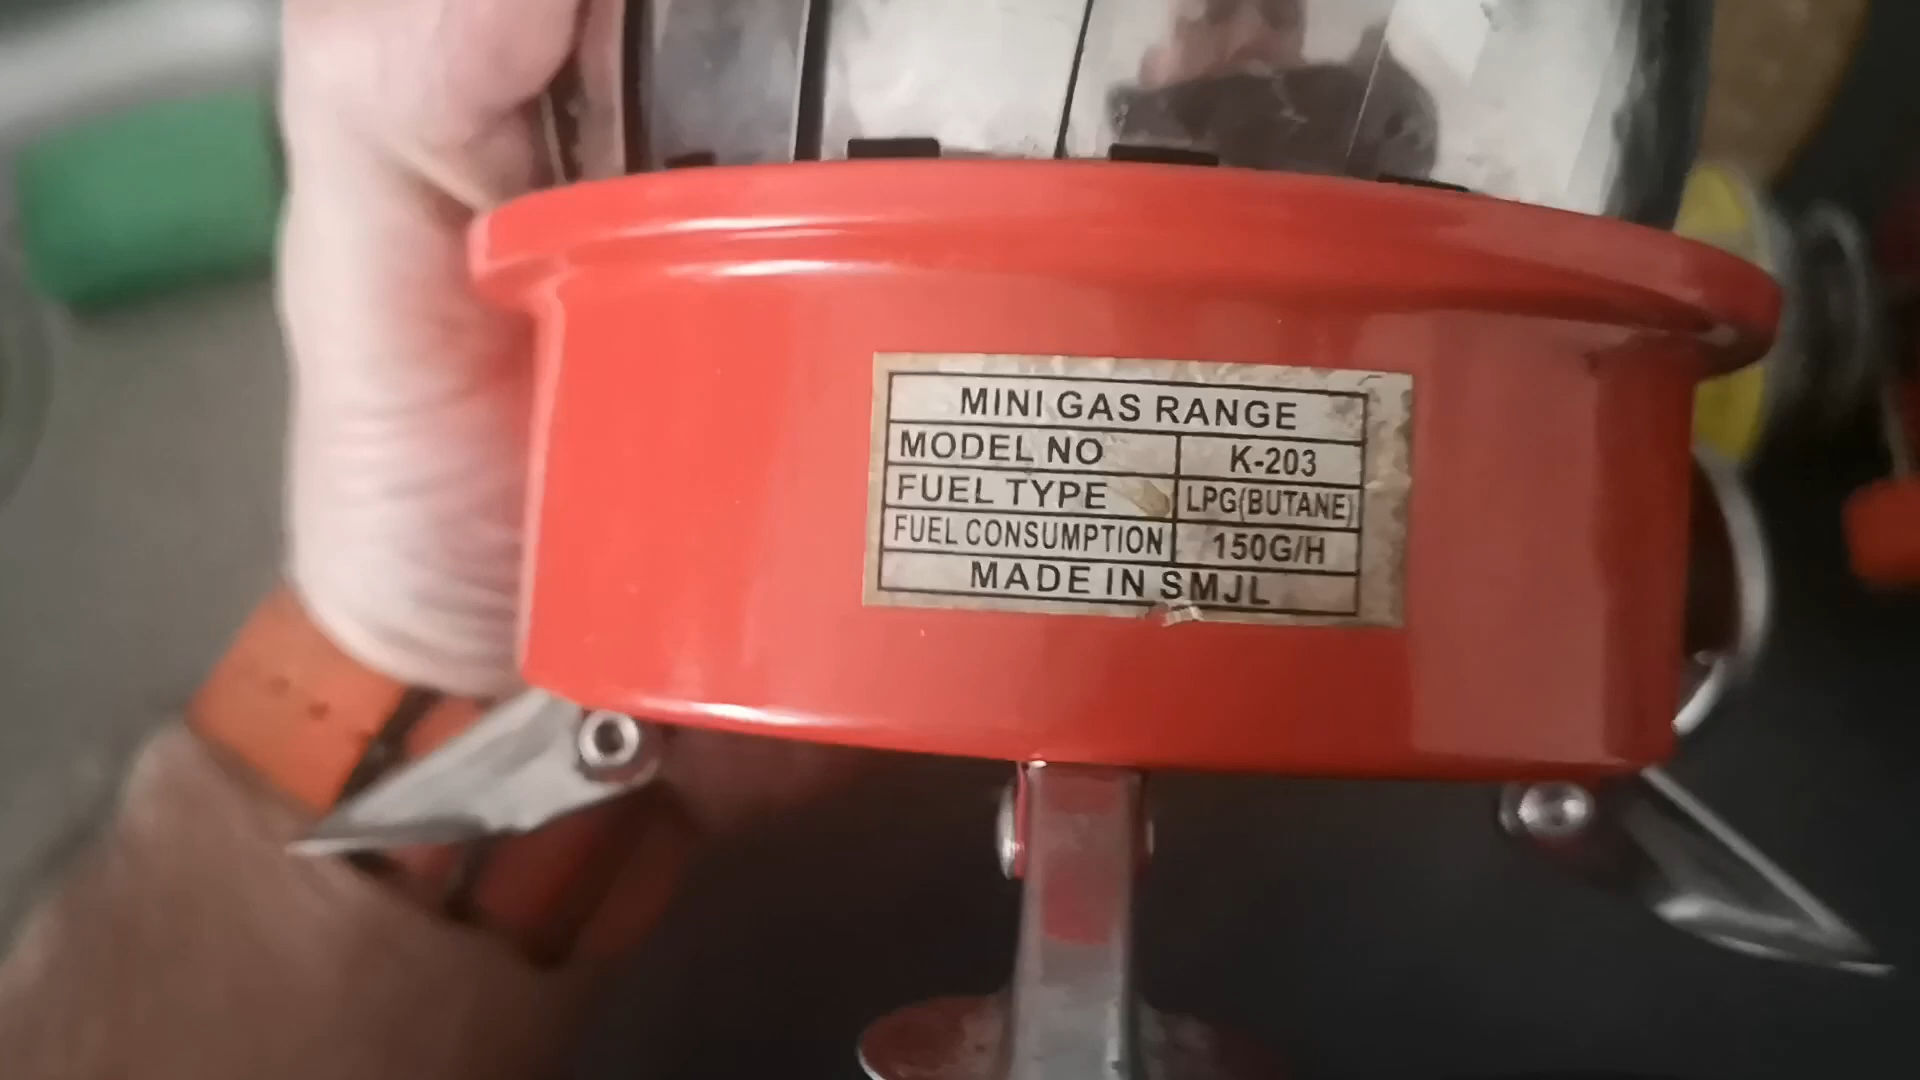 MINI GAS RANGE
MODEL NO K-203
FUEL TYPE LPG(BUTANE)
FUEL CONSUMPTION 150G/H
MADE IN SMJL